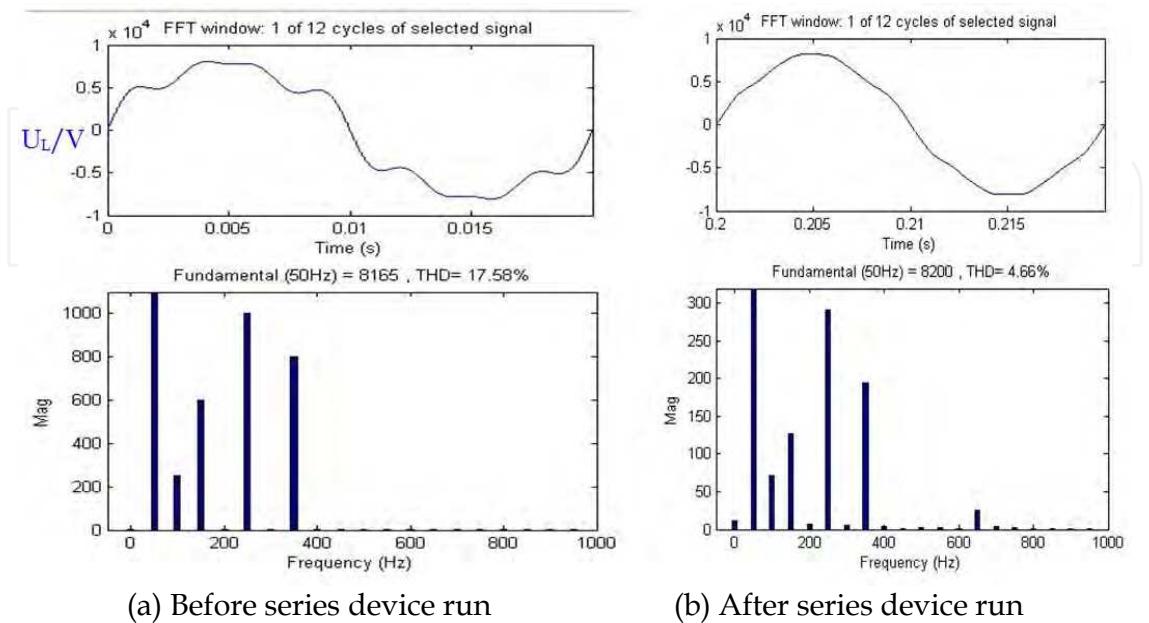 × 10⁴ FFT window: 1 of 12 cycles of selected signal
1
0.5
0
-0.5
-1
U_L/V
0 0.005 0.01 0.015
Time (s)
Fundamental (50Hz) = 8165 , THD= 17.58%
1000
800
600
400
200
0
Mag
0 200 400 600 800 1000
Frequency (Hz)
(a) Before series device run
FFT window: 1 of 12 cycles of selected signal
× 10⁴
1
0.5
0
-0.5
-1
0.2 0.205 0.21 0.215
Time (s)
Fundamental (50Hz) = 8200 , THD= 4.66%
300
250
200
150
100
50
0
Mag
0 200 400 600 800 1000
Frequency (Hz)
(b) After series device run